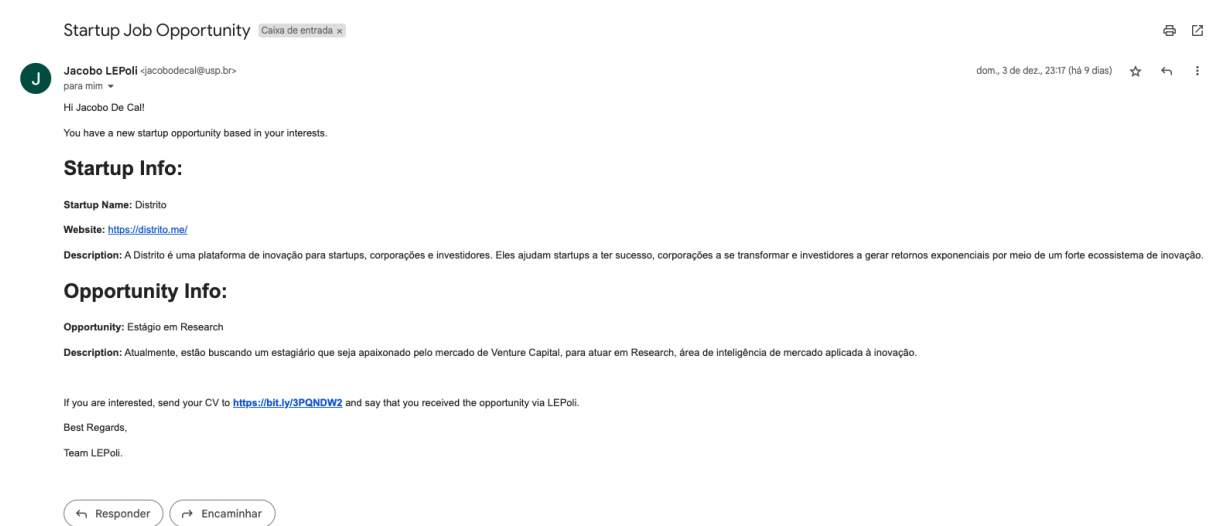 Startup Job Opportunity Caixa de entrada ×
J
Jacobo LEPoli <jacobodecal@usp.br> dom., 3 de dez., 23:17 (há 9 dias)
para mim
Hi Jacobo De Cal!
You have a new startup opportunity based in your interests.
Startup Info:
Startup Name: Distrito
Website: https://distrito.me/
Description: A Distrito é uma plataforma de inovação para startups, corporações e investidores. Eles ajudam startups a ter sucesso, corporações a se transformar e investidores a gerar retornos exponenciais por meio de um forte ecossistema de inovação.
Opportunity Info:
Opportunity: Estágio em Research
Description: Atualmente, estão buscando um estagiário que seja apaixonado pelo mercado de Venture Capital, para atuar em Research, área de inteligência de mercado aplicada à inovação.
If you are interested, send your CV to https://bit.ly/3PQNDW2 and say that you received the opportunity via LEPoli.
Best Regards,
Team LEPoli.
Responder Encaminhar